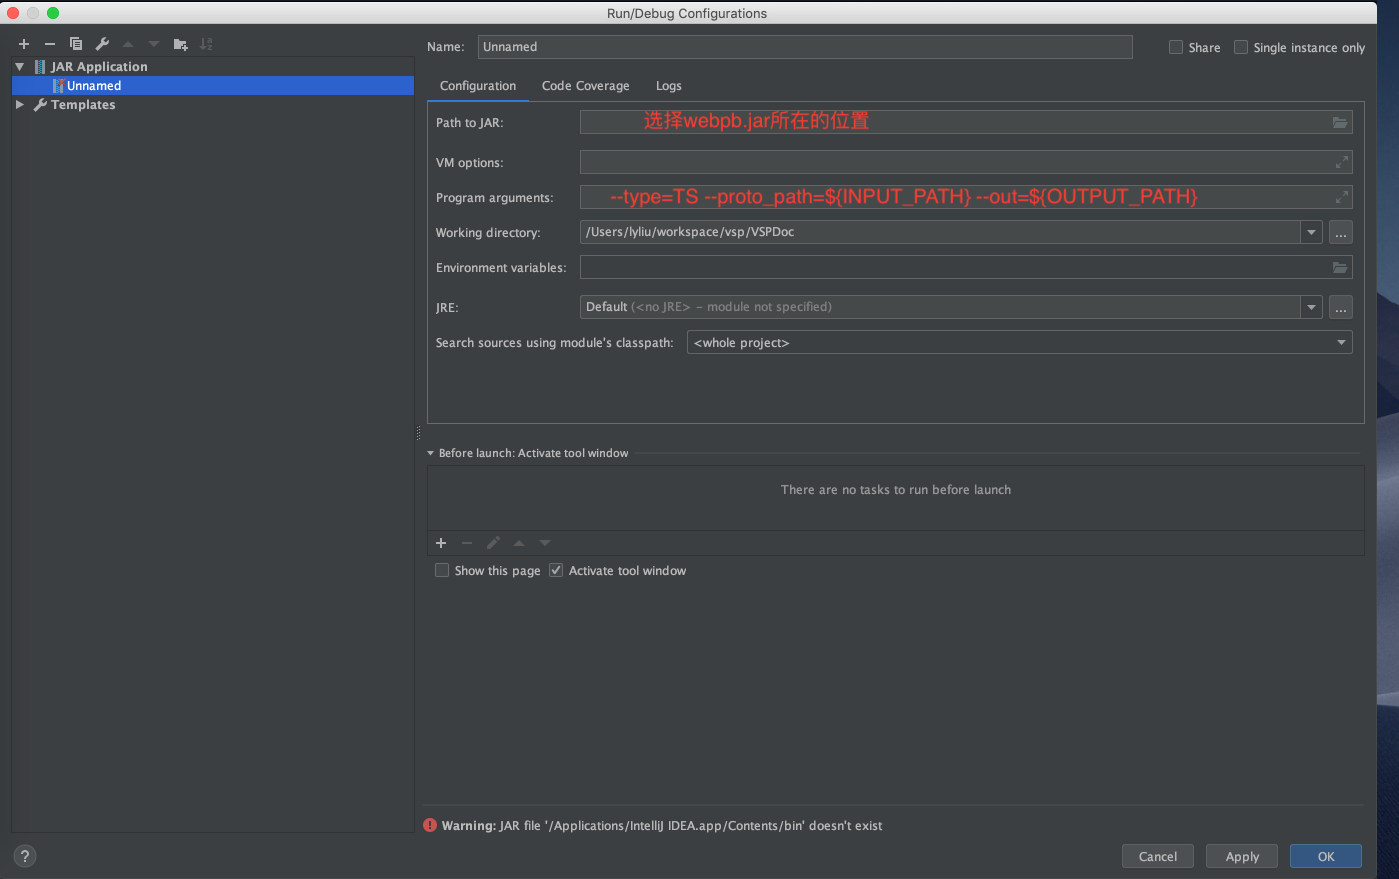 Run/Debug Configurations
JAR Application
Unnamed
Templates
Name: Unnamed
Share
Single instance only
Configuration
Code Coverage
Logs
Path to JAR: 选择webpb.jar所在的位置
VM options:
Program arguments: --type=TS --proto_path=${INPUT_PATH} --out=${OUTPUT_PATH}
Working directory: /Users/lyliu/workspace/vsp/VSPDoc
...
Environment variables:
JRE: Default (<no JRE> - module not specified)
...
Search sources using module's classpath: <whole project>
Before launch: Activate tool window
There are no tasks to run before launch
Show this page
Activate tool window
Warning: JAR file '/Applications/IntelliJ IDEA.app/Contents/bin' doesn't exist
?
Cancel
Apply
OK